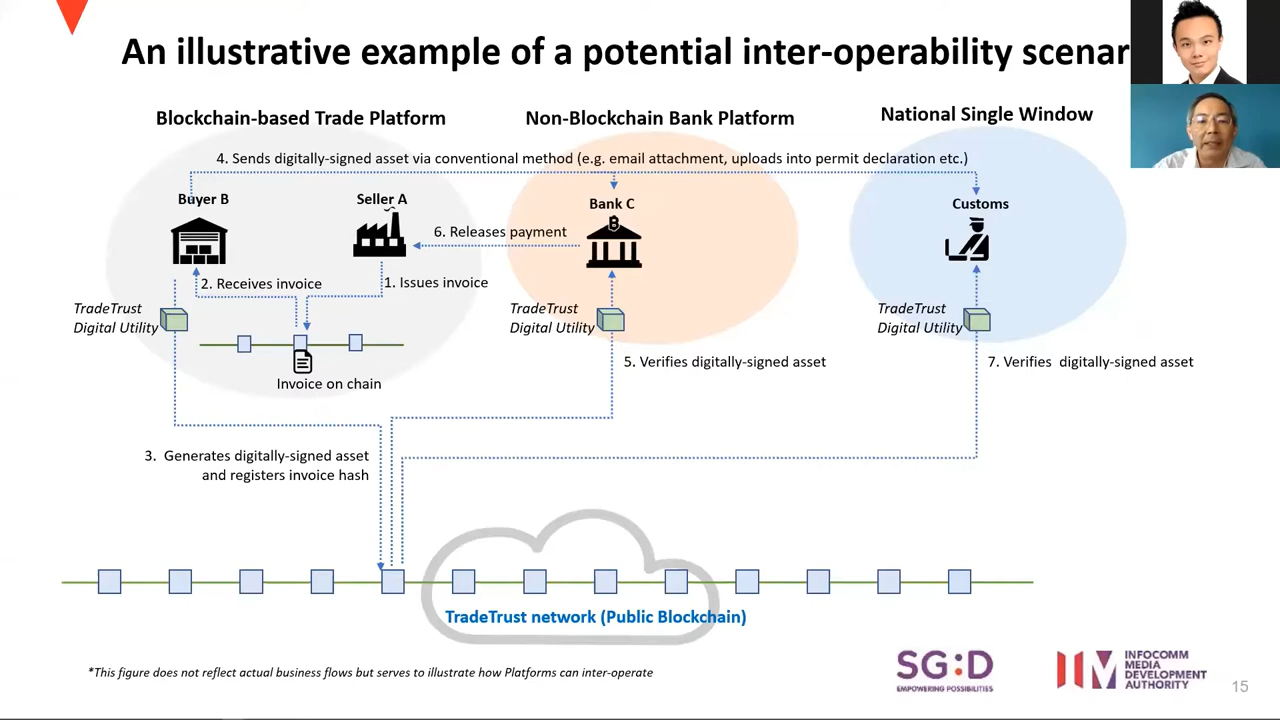 An illustrative example of a potential inter-operability scenar
Blockchain-based Trade Platform
Non-Blockchain Bank Platform
National Single Window
4. Sends digitally-signed asset via conventional method (e.g. email attachment, uploads into permit declaration etc.)
Buyer B
Seller A
Bank C
Customs
B
6. Releases payment
2. Receives invoice
1. Issues invoice
TradeTrust
Digital Utility
TradeTrust
Digital Utility
TradeTrust
Digital Utility
5. Verifies digitally-signed asset
7. Verifies digitally-signed asset
Invoice on chain
3. Generates digitally-signed asset
and registers invoice hash
TradeTrust network (Public Blockchain)
*This figure does not reflect actual business flows but serves to illustrate how Platforms can inter-operate
SG:D
EMPOWERING POSSIBILITIES
IM
INFOCOMM
MEDIA
DEVELOPMENT
AUTHORITY
15